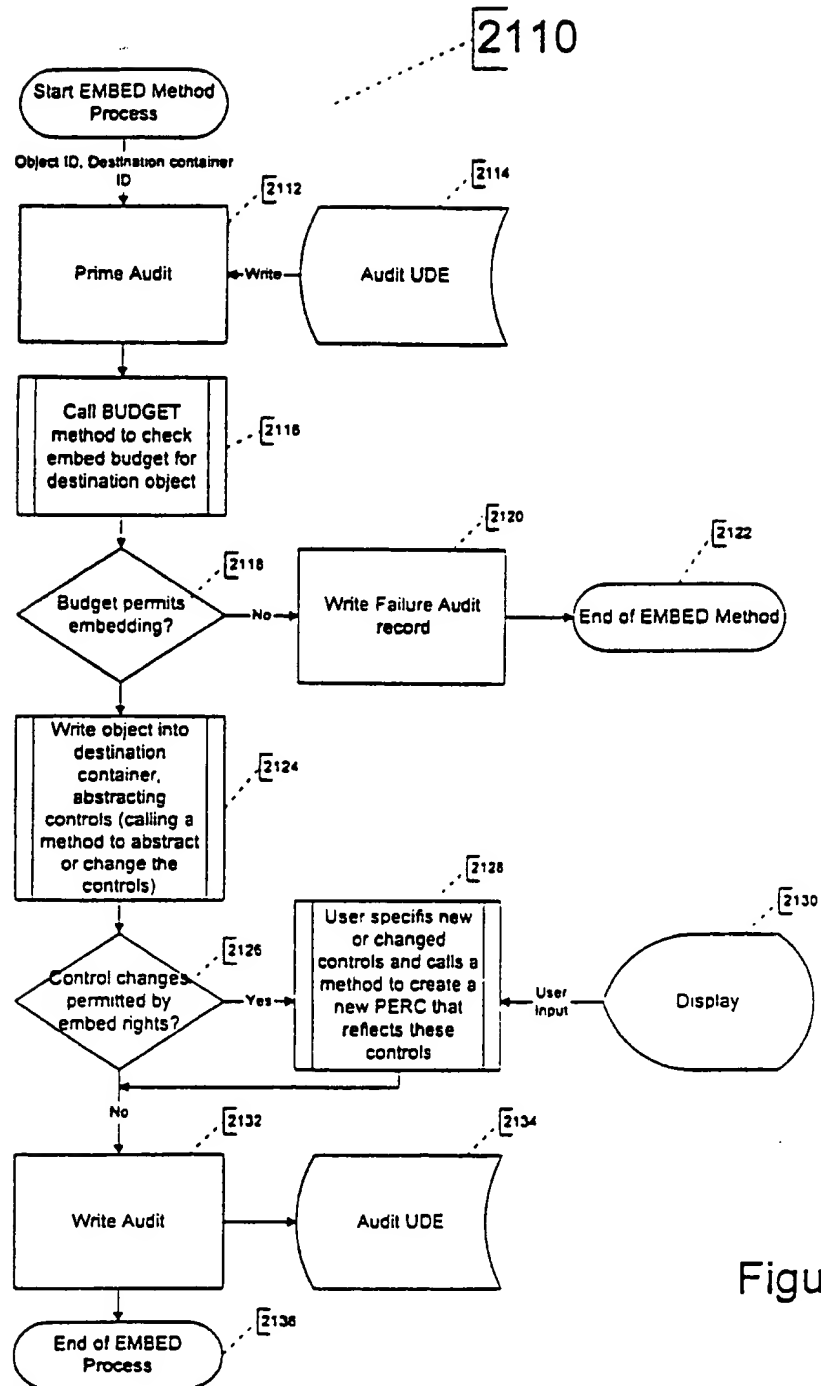 2110
Start EMBED Method
Process
Object ID, Destination container
ID
2112
2114
Prime Audit
Write
Audit UDE
Call BUDGET
method to check
embed budget for
destination object
2116
2118
Budget permits
embedding?
No
2120
Write Failure Audit
record
2122
End of EMBED Method
Write object into
destination
container,
abstracting
controls (calling a
method to abstract
or change the
controls)
2124
2126
Control changes
permitted by
embed rights?
Yes
2128
User specifis new
or changed
controls and calls a
method to create a
new PERC that
reflects these
controls
User
Input
2130
Display
No
2132
2134
Write Audit
Audit UDE
Figu
2136
End of EMBED
Process